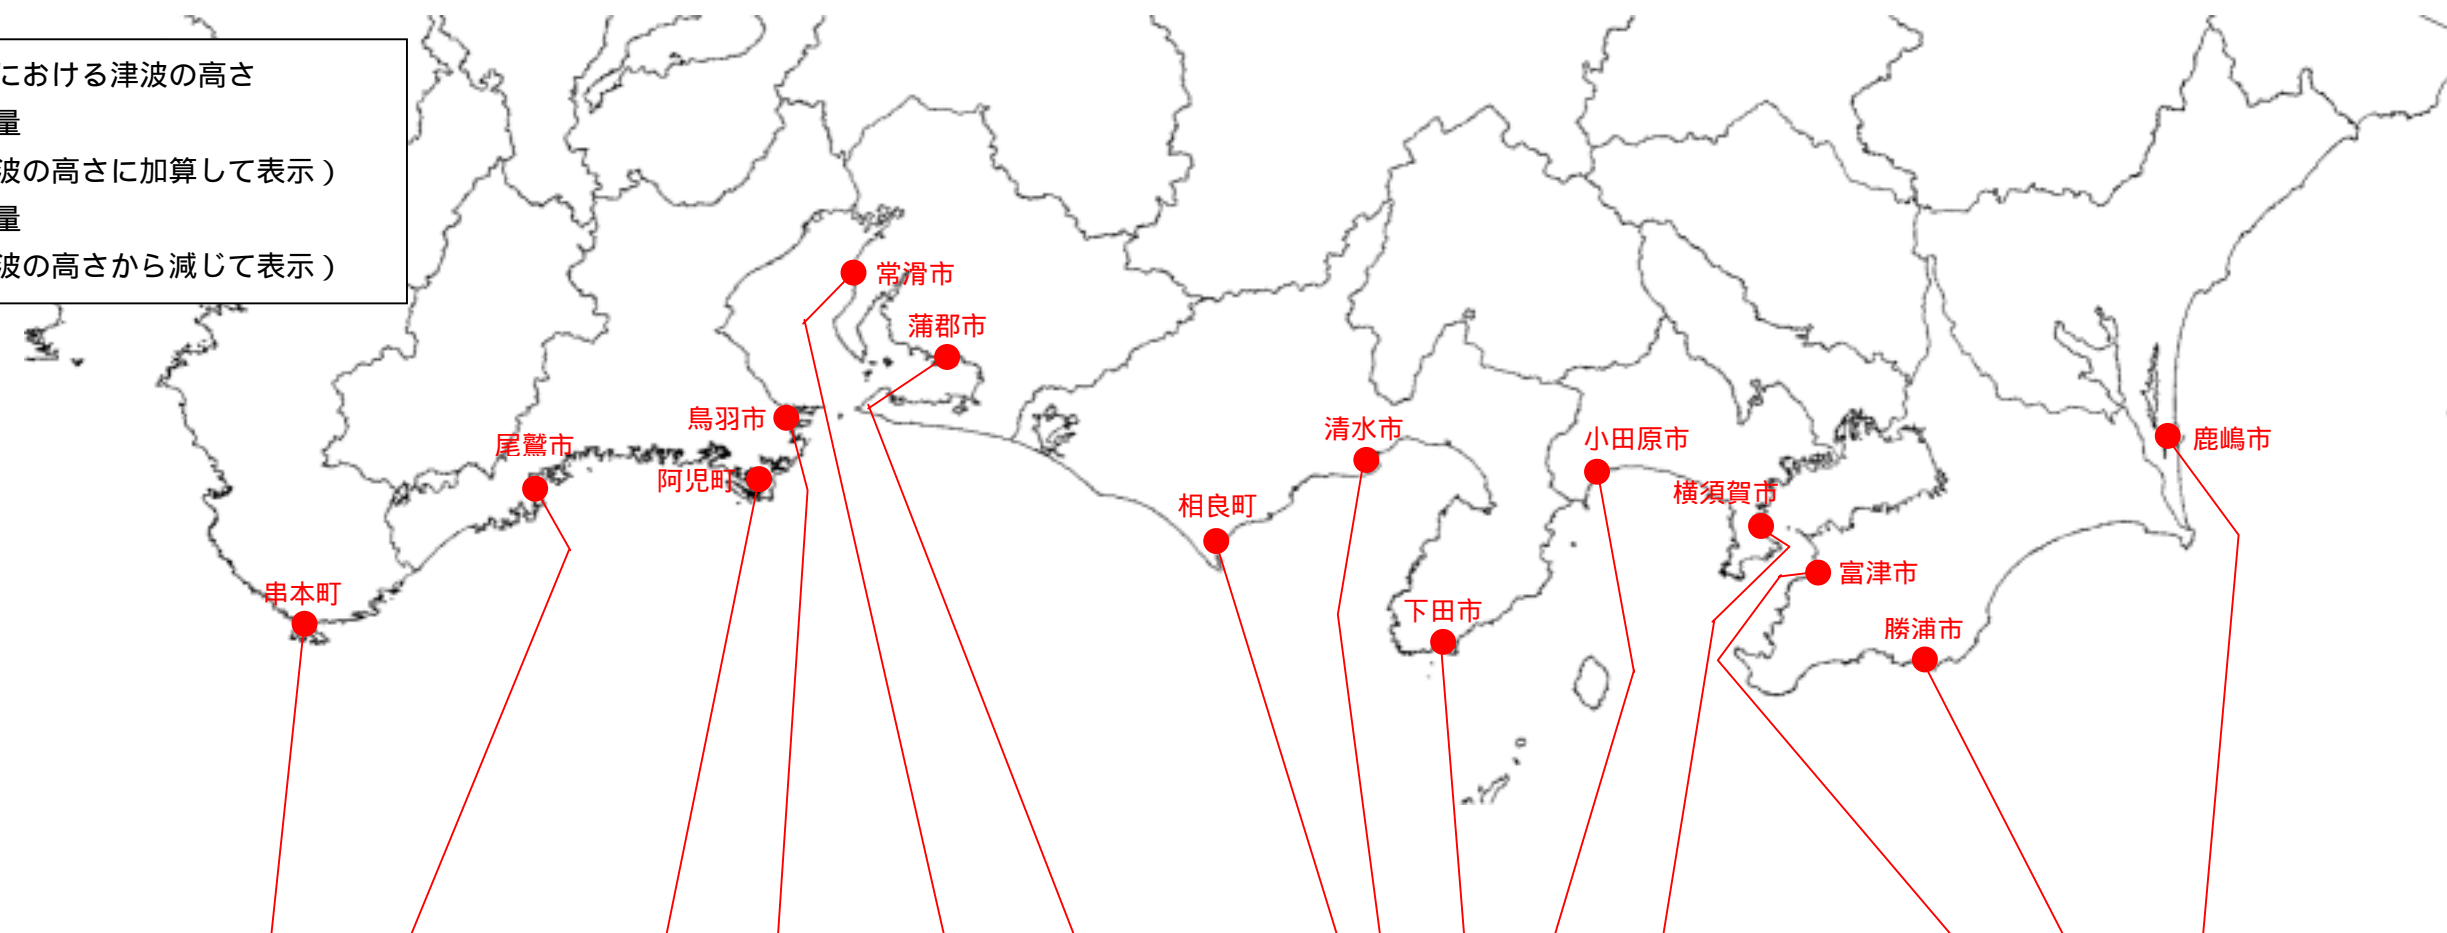 における津波の高さ
量
波の高さに加算して表示）
量
波の高さから減じて表示）
常滑市
蒲郡市
鳥羽市
尾鷲市
阿児町
串本町
清水市
相良町
下田市
小田原市
横須賀市
富津市
勝浦市
鹿嶋市